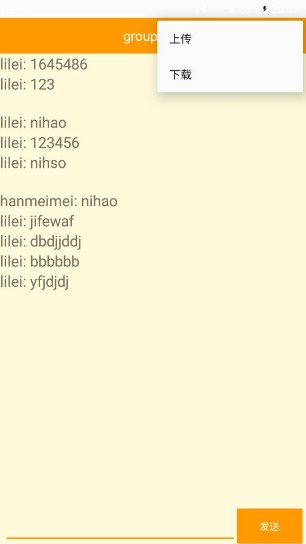 group
上传
下载
lilei: 1645486
lilei: 123
lilei: nihao
lilei: 123456
lilei: nihso
hanmeimei: nihao
lilei: jifewaf
lilei: dbdjjddj
lilei: bbbbbb
lilei: yfjdjdj
发送